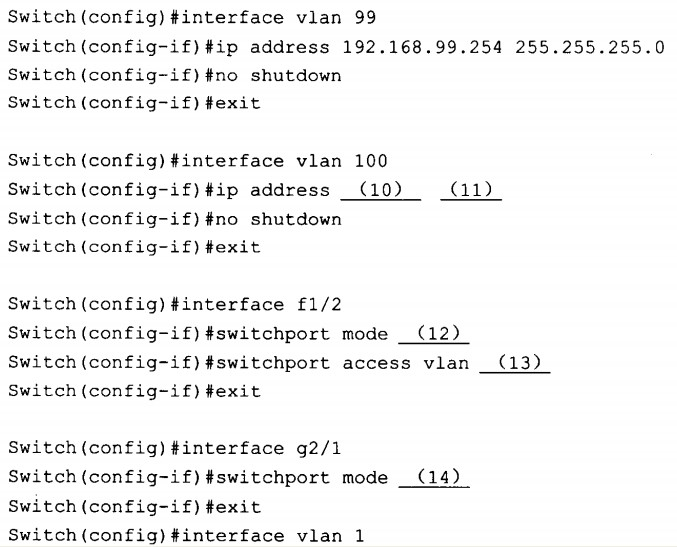 Switch(config)#interface vlan 99
Switch(config-if)#ip address 192.168.99.254 255.255.255.0
Switch(config-if)#no shutdown
Switch(config-if)#exit
Switch(config)#interface vlan 100
Switch(config-if)#ip address (10) (11)
Switch(config-if)#no shutdown
Switch(config-if)#exit
Switch(config)#interface f1/2
Switch(config-if)#switchport mode (12)
Switch(config-if)#switchport access vlan (13)
Switch(config-if)#exit
Switch(config)#interface g2/1
Switch(config-if)#switchport mode (14)
Switch(config-if)#exit
Switch(config)#interface vlan 1